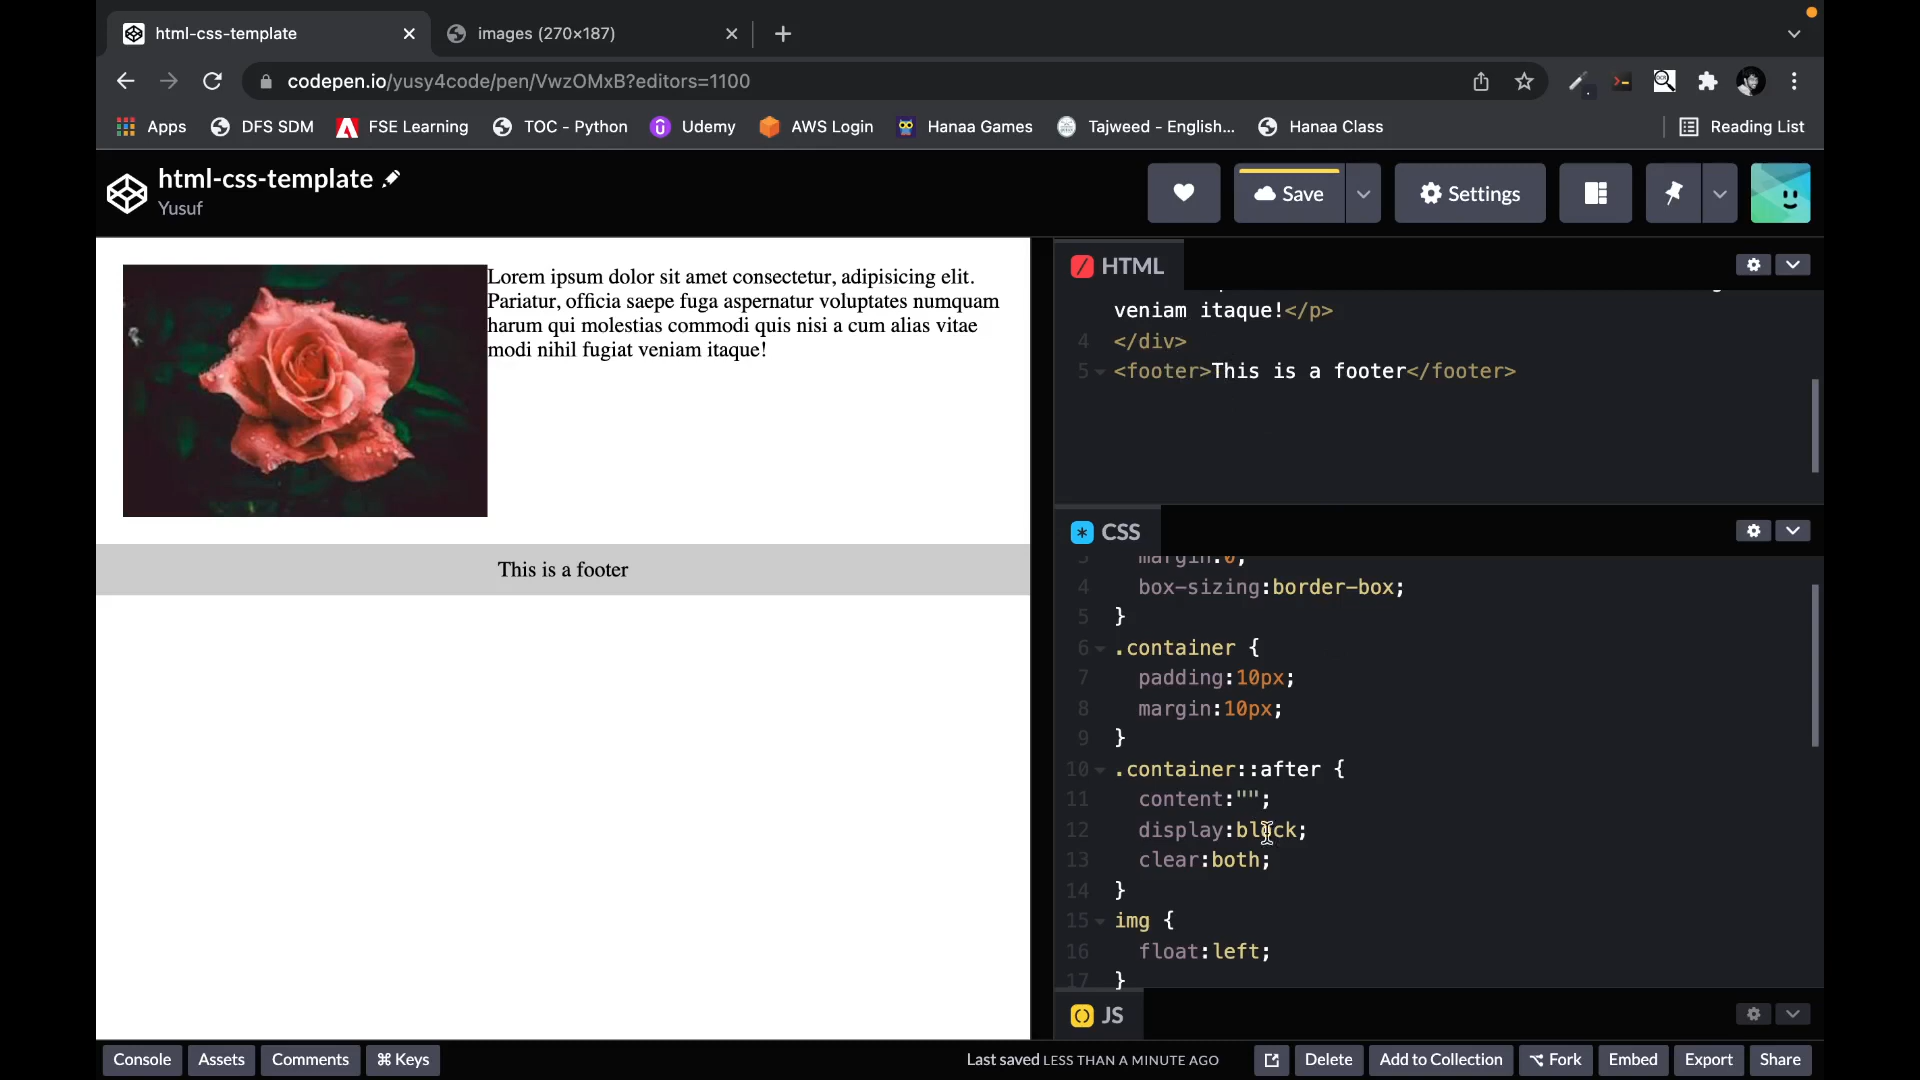 html-css-template
images (270×187)
codepen.io/yusy4code/pen/VwzOMxB?editors=1100
Apps
DFS SDM
FSE Learning
TOC - Python
Udemy
AWS Login
Hanaa Games
Tajweed - English...
Hanaa Class
Reading List
html-css-template
Yusuf
Save
Settings
Lorem ipsum dolor sit amet consectetur, adipisicing elit.
Pariatur, officia saepe fuga aspernatur voluptates numquam
harum qui molestias commodi quis nisi a cum alias vitae
modi nihil fugiat veniam itaque!
This is a footer
HTML
veniam itaque!</p>
4 </div>
5 <footer>This is a footer</footer>
CSS
3 margin:0;
4 box-sizing:border-box;
5 }
6 .container {
7 padding:10px;
8 margin:10px;
9 }
10 .container::after {
11 content:"";
12 display:block;
13 clear:both;
14 }
15 img {
16 float:left;
17 }
JS
Console
Assets
Comments
⌘ Keys
Last saved LESS THAN A MINUTE AGO
Delete
Add to Collection
Fork
Embed
Export
Share